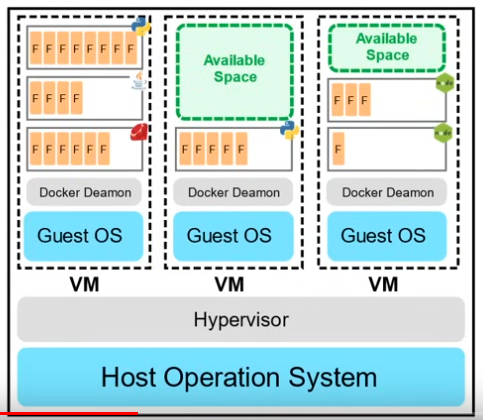 F F F F F F F F
F F F F
F F F F F F
Docker Deamon
Guest OS
VM
Available
Space
F F F F F
Docker Deamon
Guest OS
VM
Available
Space
F F F
F
Docker Deamon
Guest OS
VM
Hypervisor
Host Operation System